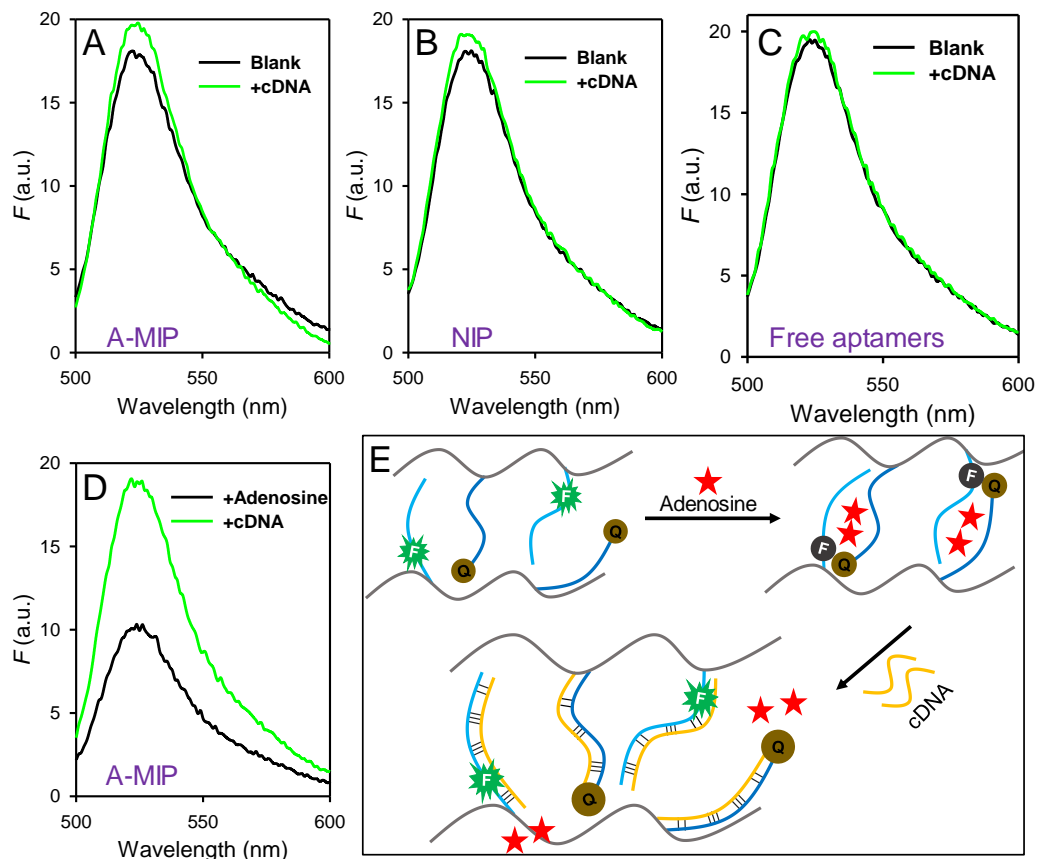 A
Blank
+cDNA
20
15
10
5
0
F (a.u.)
A-MIP
500
550
600
Wavelength (nm)
B
Blank
+cDNA
20
15
10
5
0
F (a.u.)
NIP
500
550
600
Wavelength (nm)
C
Blank
+cDNA
20
15
10
5
0
F (a.u.)
Free aptamers
500
550
600
Wavelength (nm)
D
+Adenosine
+cDNA
20
15
10
5
0
F (a.u.)
A-MIP
500
550
600
Wavelength (nm)
E
F
F
Q
Q
Adenosine
F
Q
F
Q
cDNA
F
F
Q
Q